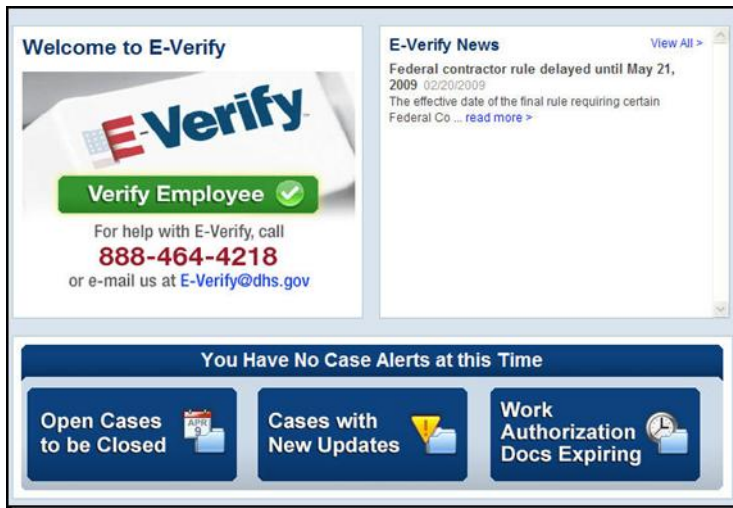 Welcome to E-Verify
E-Verify
Verify Employee
For help with E-Verify, call
888-464-4218
or e-mail us at E-Verify@dhs.gov
E-Verify News
View All >
Federal contractor rule delayed until May 21,
2009 02/20/2009
The effective date of the final rule requiring certain
Federal Co ... read more >
You Have No Case Alerts at this Time
Open Cases
to be Closed
APR
9
Cases with
New Updates
Work
Authorization
Docs Expiring